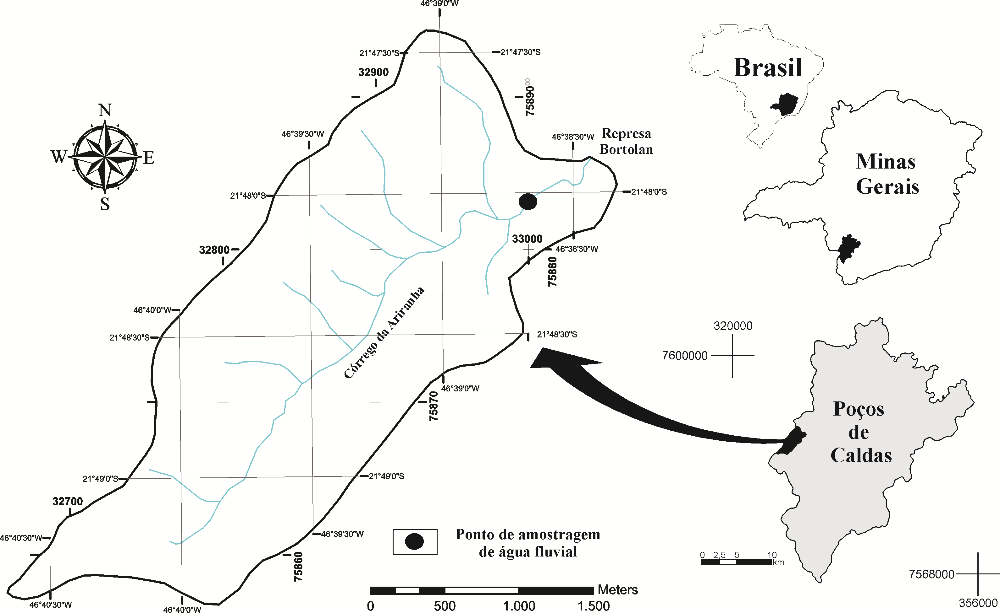 46°39'0"W
21°47'30"S
21°47'30"S
32900
7589000
Brasil
N
W
E
S
46°39'30"W
46°38'30"W
Represa
Bortolan
Minas
Gerais
21°48'0"S
21°48'0"S
33000
32800
46°38'30"W
75880
Córrego da Ariranha
46°40'0"W
21°48'30"S
21°48'30"S
320000
7600000
46°39'0"W
75870
Poços
de
Caldas
21°49'0"S
21°49'0"S
32700
46°40'30"W
46°39'30"W
Ponto de amostragem
de água fluvial
75860
0 2,5 5 10
km
7568000
356000
Meters
0 500 1.000 1.500
46°40'30"W
46°40'0"W